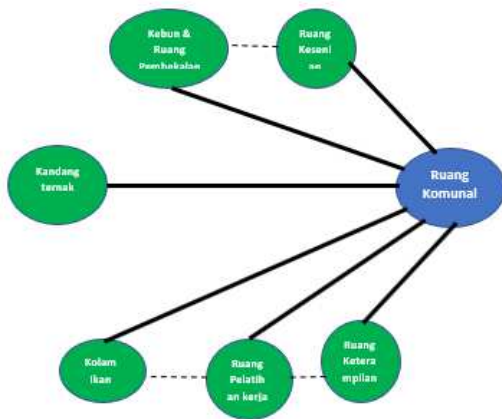 Kebun &
Ruang
Pembekalan
Ruang
Keseni
an
Kandang
ternak
Ruang
Komunal
Kolam
Ikan
Ruang
Pelatih
an kerja
Ruang
Ketera
mpilan